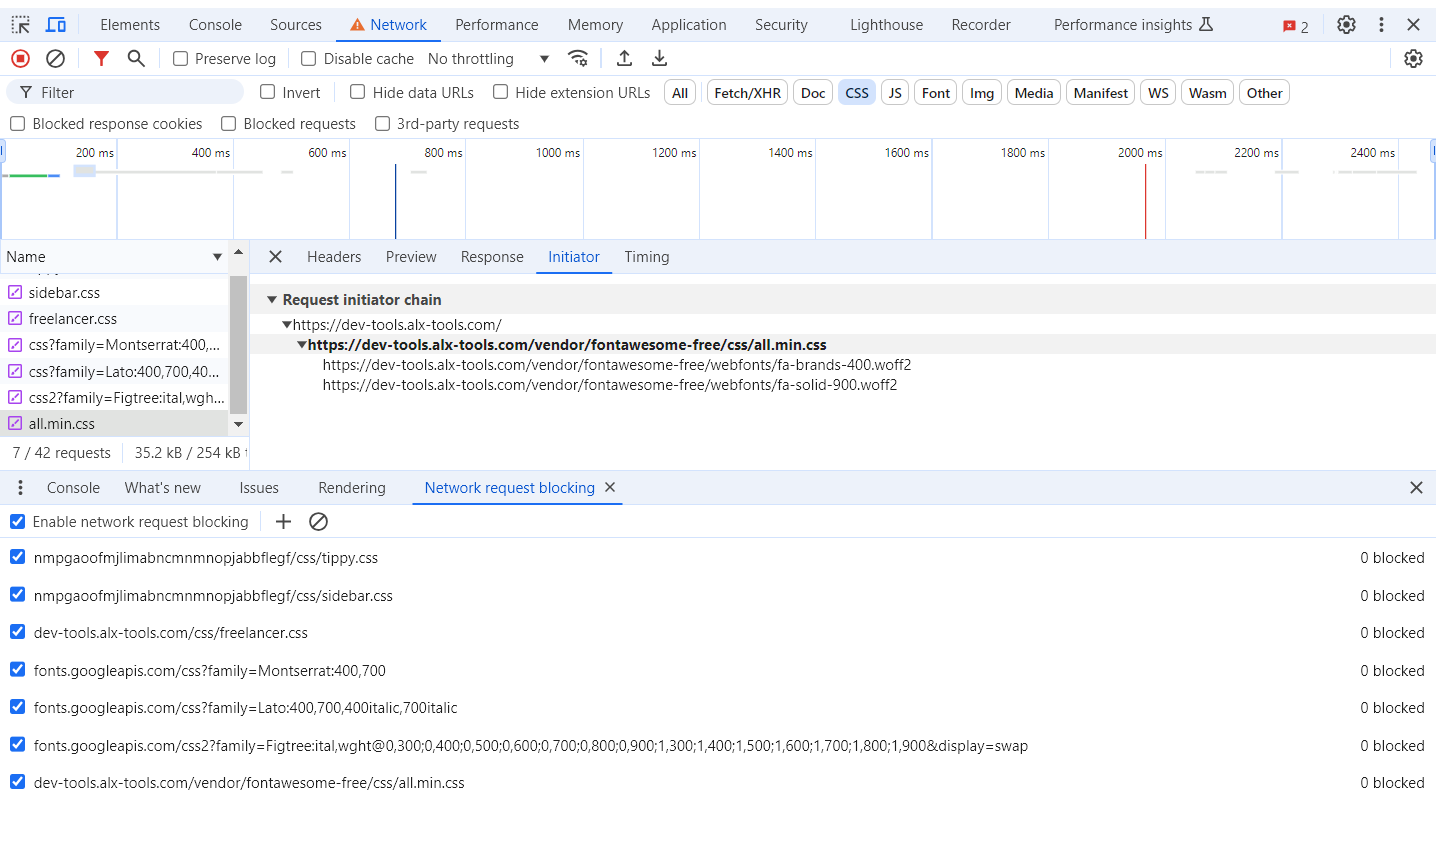 Elements Console Sources Network Performance Memory Application Security Lighthouse Recorder Performance insights 2
Preserve log Disable cache No throttling
Filter Invert Hide data URLs Hide extension URLs All Fetch/XHR Doc CSS JS Font Img Media Manifest WS Wasm Other
Blocked response cookies Blocked requests 3rd-party requests
200 ms 400 ms 600 ms 800 ms 1000 ms 1200 ms 1400 ms 1600 ms 1800 ms 2000 ms 2200 ms 2400 ms
Name
sidebar.css
freelancer.css
css?family=Montserrat:400,...
css?family=Lato:400,700,40...
css2?family=Figtree:ital,wgh...
all.min.css
7 / 42 requests 35.2 kB / 254 kB
Headers Preview Response Initiator Timing
Request initiator chain
https://dev-tools.alx-tools.com/
https://dev-tools.alx-tools.com/vendor/fontawesome-free/css/all.min.css
https://dev-tools.alx-tools.com/vendor/fontawesome-free/webfonts/fa-brands-400.woff2
https://dev-tools.alx-tools.com/vendor/fontawesome-free/webfonts/fa-solid-900.woff2
Console What's new Issues Rendering Network request blocking
Enable network request blocking
nmpgaoofmjlimabncmnmnopjabbflegf/css/tippy.css 0 blocked
nmpgaoofmjlimabncmnmnopjabbflegf/css/sidebar.css 0 blocked
dev-tools.alx-tools.com/css/freelancer.css 0 blocked
fonts.googleapis.com/css?family=Montserrat:400,700 0 blocked
fonts.googleapis.com/css?family=Lato:400,700,400italic,700italic 0 blocked
fonts.googleapis.com/css2?family=Figtree:ital,wght@0,300;0,400;0,500;0,600;0,700;0,800;0,900;1,300;1,400;1,500;1,600;1,700;1,800;1,900&display=swap 0 blocked
dev-tools.alx-tools.com/vendor/fontawesome-free/css/all.min.css 0 blocked